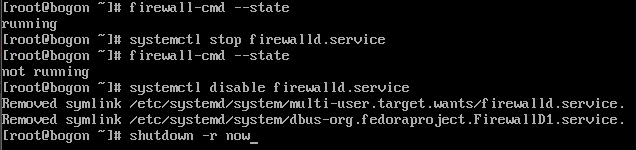 [root@bogon ~]# firewall-cmd --state
running
[root@bogon ~]# systemctl stop firewalld.service
[root@bogon ~]# firewall-cmd --state
not running
[root@bogon ~]# systemctl disable firewalld.service
Removed symlink /etc/systemd/system/multi-user.target.wants/firewalld.service.
Removed symlink /etc/systemd/system/dbus-org.fedoraproject.FirewallD1.service.
[root@bogon ~]# shutdown -r now_